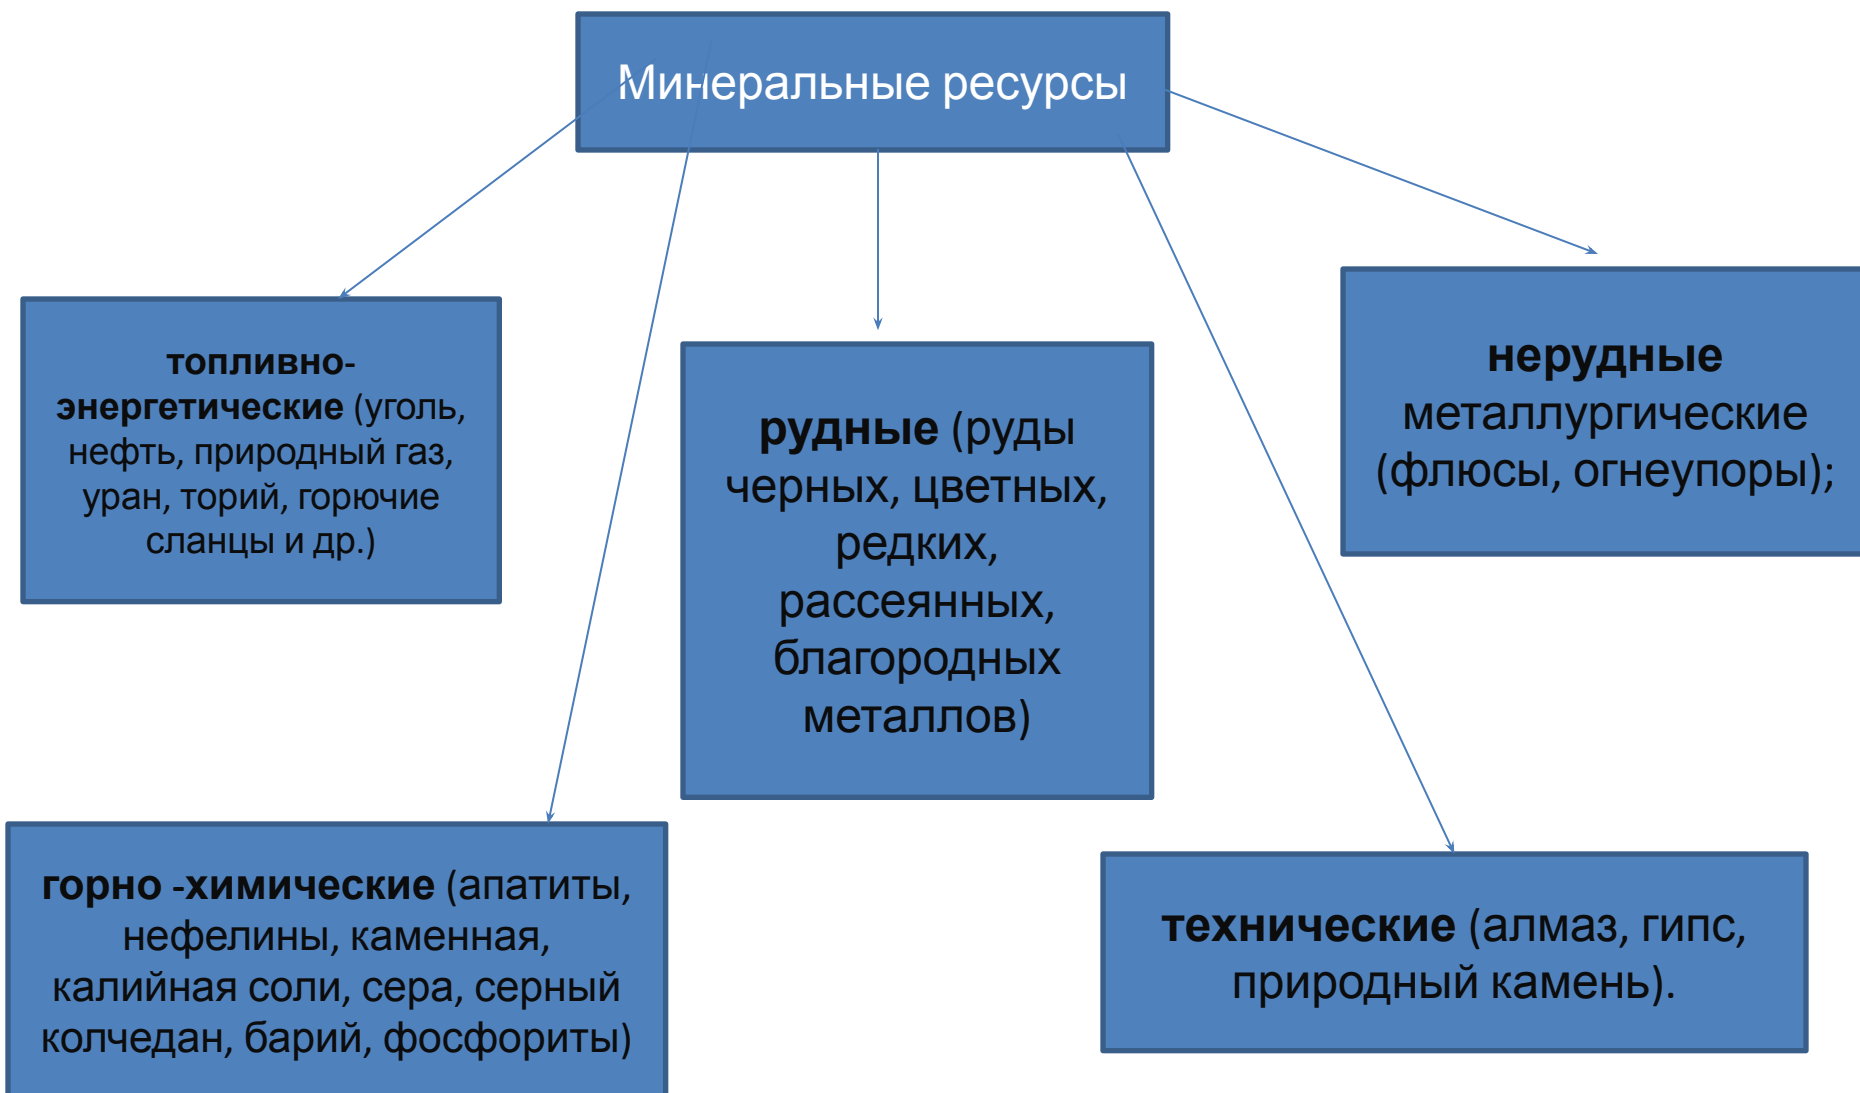 Минеральные ресурсы
топливно-
энергетические (уголь,
нефть, природный газ,
уран, торий, горючие
сланцы и др.)
рудные (руды
черных, цветных,
редких,
рассеянных,
благородных
металлов)
нерудные
металлургические
(флюсы, огнеупоры);
горно -химические (апатиты,
нефелины, каменная,
калийная соли, сера, серный
колчедан, барий, фосфориты)
технические (алмаз, гипс,
природный камень).